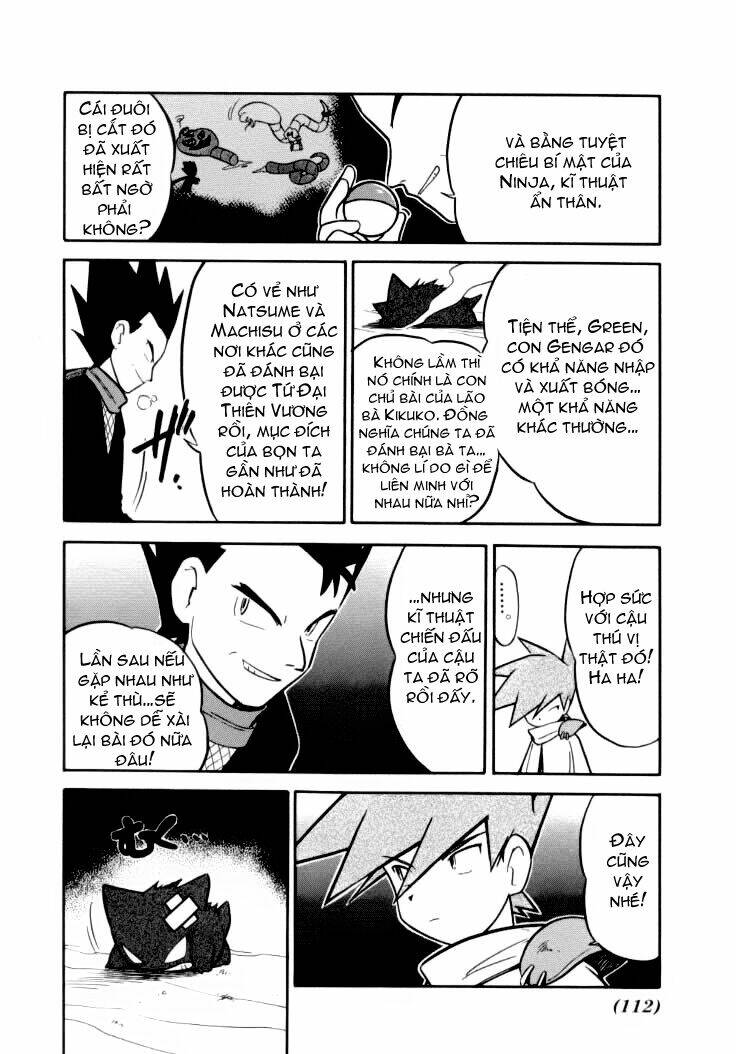 VÀ BẰNG TUYỆT
CHIÊU BÍ MẬT CỦA
NINJA, KĨ THUẬT
ẨN THÂN.
CÁI ĐUÔI
BỊ CẮT ĐÓ
ĐÃ XUẤT
HIỆN RẤT
BẤT NGỜ
PHẢI
KHÔNG?
TIỆN THỂ, GREEN,
CON GENGAR ĐÓ
CÓ KHẢ NĂNG NHẬP
VÀ XUẤT BÓNG...
MỘT KHẢ NĂNG
KHÁC THƯỜNG...
KHÔNG LẦM THÌ
NÓ CHÍNH LÀ CON
CHỦ BÀI CỦA LÃO
BÀ KIKUKO. ĐỒNG
NGHĨA CHÚNG TA ĐÃ
ĐÁNH BẠI BÀ TA...
KHÔNG LÍ DO GÌ ĐỂ
LIÊN MINH VỚI
NHAU NỮA NHỈ?
CÓ VẺ NHƯ
NATSUME VÀ
MACHISU Ở CÁC
NƠI KHÁC CŨNG
ĐÃ ĐÁNH BẠI
ĐƯỢC TỨ ĐẠI
THIÊN VƯƠNG
RỒI, MỤC ĐÍCH
CỦA BỌN TA
GẦN NHƯ ĐÃ
HOÀN THÀNH!
HỢP SỨC
VỚI CẬU
THÚ VỊ
THẬT ĐÓ!
HA HA!
........
...NHƯNG
KĨ THUẬT
CHIẾN ĐẤU
CỦA CẬU
TA ĐÃ RÕ
RỒI ĐẤY.
LẦN SAU NẾU
GẶP NHAU NHƯ
KẺ THÙ...SẼ
KHÔNG DỄ XÀI
LẠI BÀI ĐÓ NỮA
ĐÂU!
ĐÂY
CŨNG
VẬY
NHÉ!
むく....
(112)